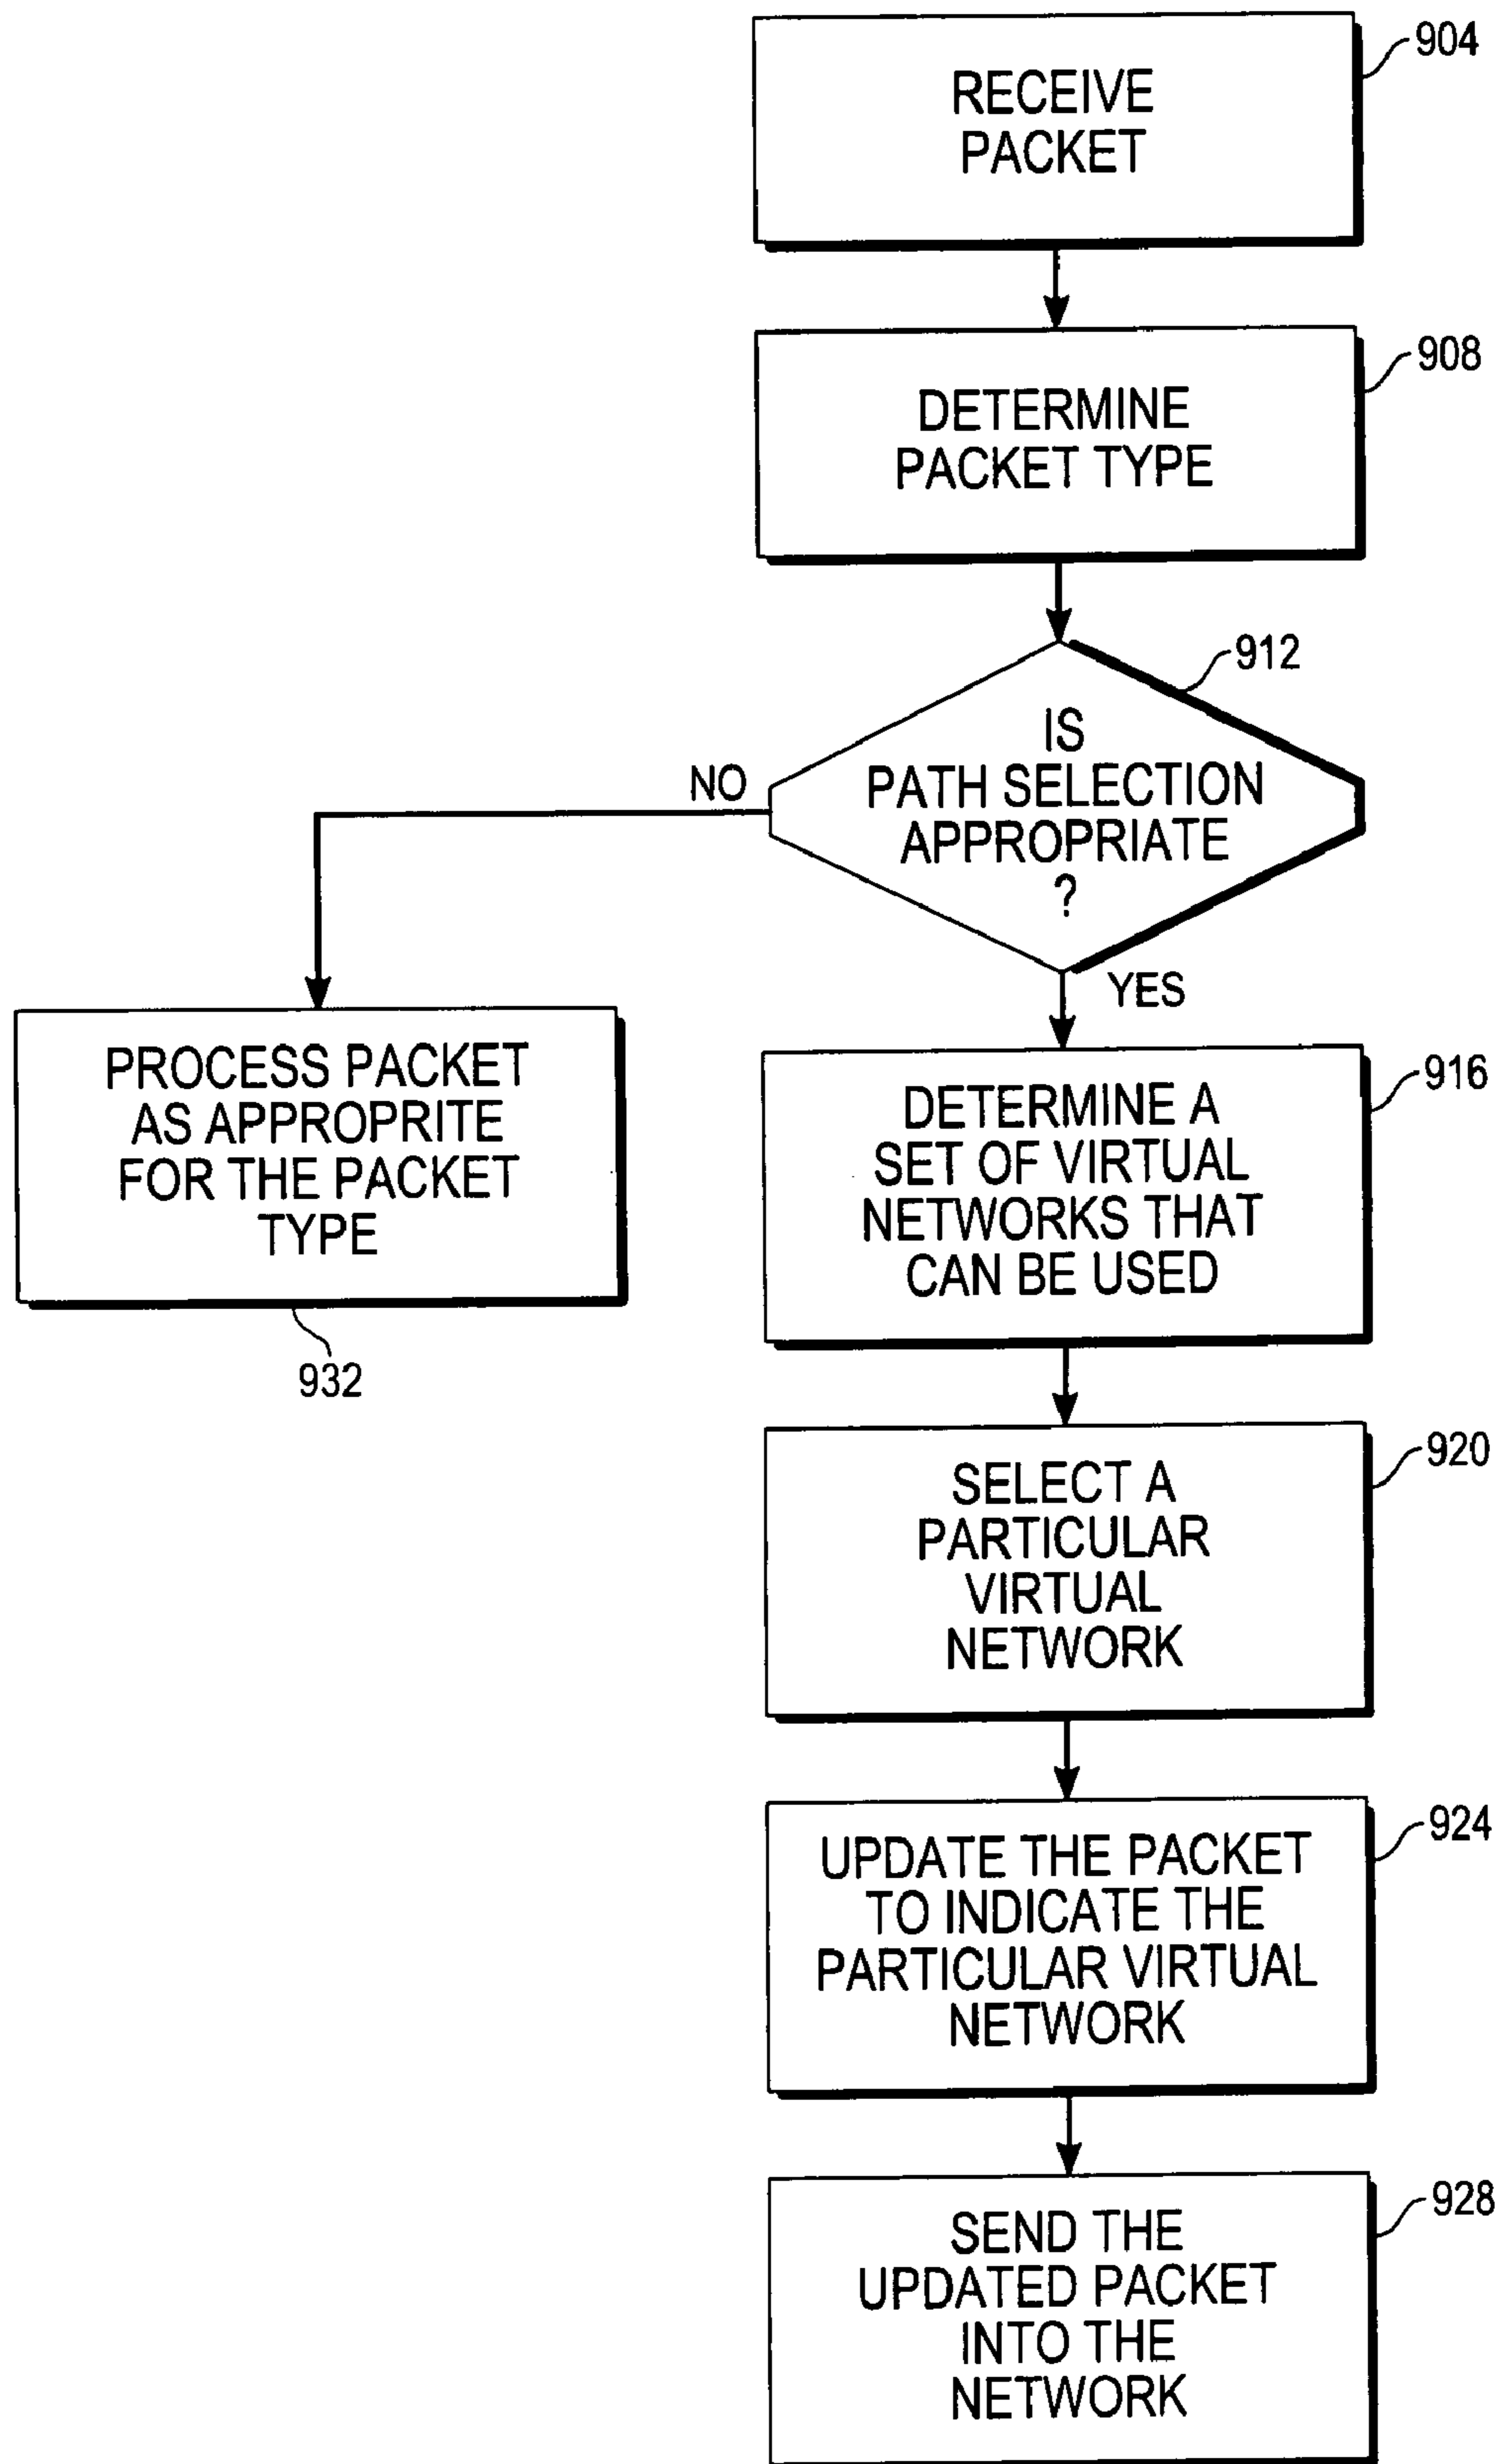 904
RECEIVE
PACKET
908
DETERMINE
PACKET TYPE
912
IS
PATH SELECTION
APPROPRIATE
?
NO
YES
PROCESS PACKET
AS APPROPRITE
FOR THE PACKET
TYPE
932
916
DETERMINE A
SET OF VIRTUAL
NETWORKS THAT
CAN BE USED
920
SELECT A
PARTICULAR
VIRTUAL
NETWORK
924
UPDATE THE PACKET
TO INDICATE THE
PARTICULAR VIRTUAL
NETWORK
928
SEND THE
UPDATED PACKET
INTO THE
NETWORK